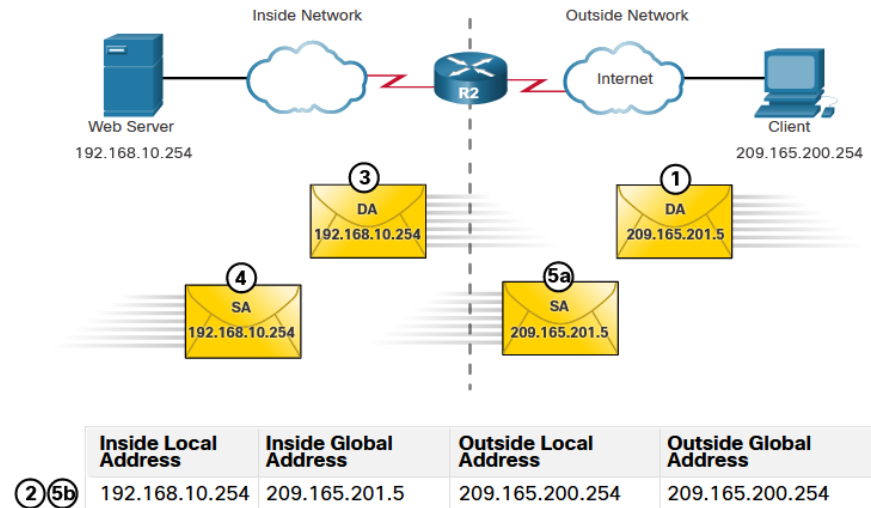 Inside Network
Outside Network
Internet
R2
Web Server
192.168.10.254
Client
209.165.200.254
3
DA
192.168.10.254
1
DA
209.165.201.5
4
SA
192.168.10.254
5a
SA
209.165.201.5
Inside Local Address
Inside Global Address
Outside Local Address
Outside Global Address
2 5b 192.168.10.254 209.165.201.5 209.165.200.254 209.165.200.254